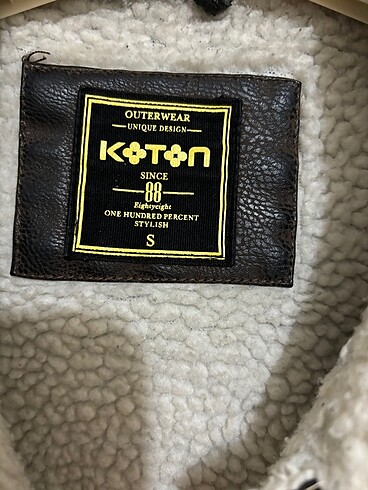 OUTERWEAR
UNIQUE DESIGN
KOTON
SINCE
88
Eightyeight
ONE HUNDRED PERCENT
STYLISH
S